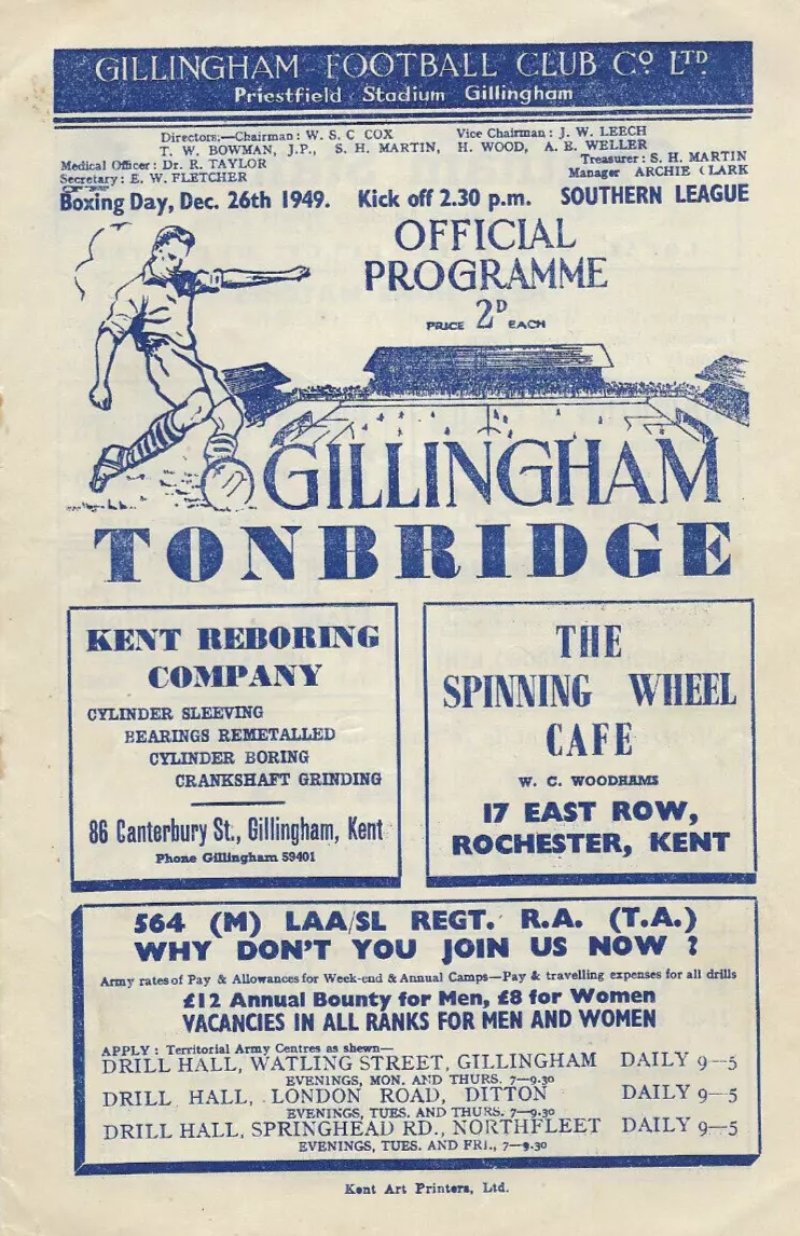 GILLINGHAM FOOTBALL CLUB Cº Lᵀᴰ
Priestfield Stadium Gillingham
Directors:—Chairman: W. S. C COX Vice Chairman: J. W. LEECH
T. W. BOWMAN, J.P., S. H. MARTIN, H. WOOD, A. E. WELLER
Medical Officer: Dr. R. TAYLOR Treasurer: S. H. MARTIN
Secretary: E. W. FLETCHER Manager ARCHIE CLARK
Boxing Day, Dec. 26th 1949. Kick off 2.30 p.m. SOUTHERN LEAGUE
OFFICIAL
PROGRAMME
PRICE 2ᴰ EACH
GILLINGHAM
TONBRIDGE
KENT REBORING
COMPANY
CYLINDER SLEEVING
BEARINGS REMETALLED
CYLINDER BORING
CRANKSHAFT GRINDING
86 Canterbury St., Gillingham, Kent
Phone Gillingham 59401
THE
SPINNING WHEEL
CAFE
W. C. WOODHAMS
17 EAST ROW,
ROCHESTER, KENT
564 (M) LAA/SL REGT. R.A. (T.A.)
WHY DON'T YOU JOIN US NOW ?
Army rates of Pay & Allowances for Week-end & Annual Camps—Pay & travelling expenses for all drills
£12 Annual Bounty for Men, £8 for Women
VACANCIES IN ALL RANKS FOR MEN AND WOMEN
APPLY : Territorial Army Centres as shewn—
DRILL HALL, WATLING STREET, GILLINGHAM DAILY 9—5
EVENINGS, MON. AND THURS. 7—9.30
DRILL HALL, LONDON ROAD, DITTON DAILY 9—5
EVENINGS, TUES. AND THURS. 7—9.30
DRILL HALL, SPRINGHEAD RD., NORTHFLEET DAILY 9—5
EVENINGS, TUES. AND FRI., 7—9.30
Kent Art Printers, Ltd.